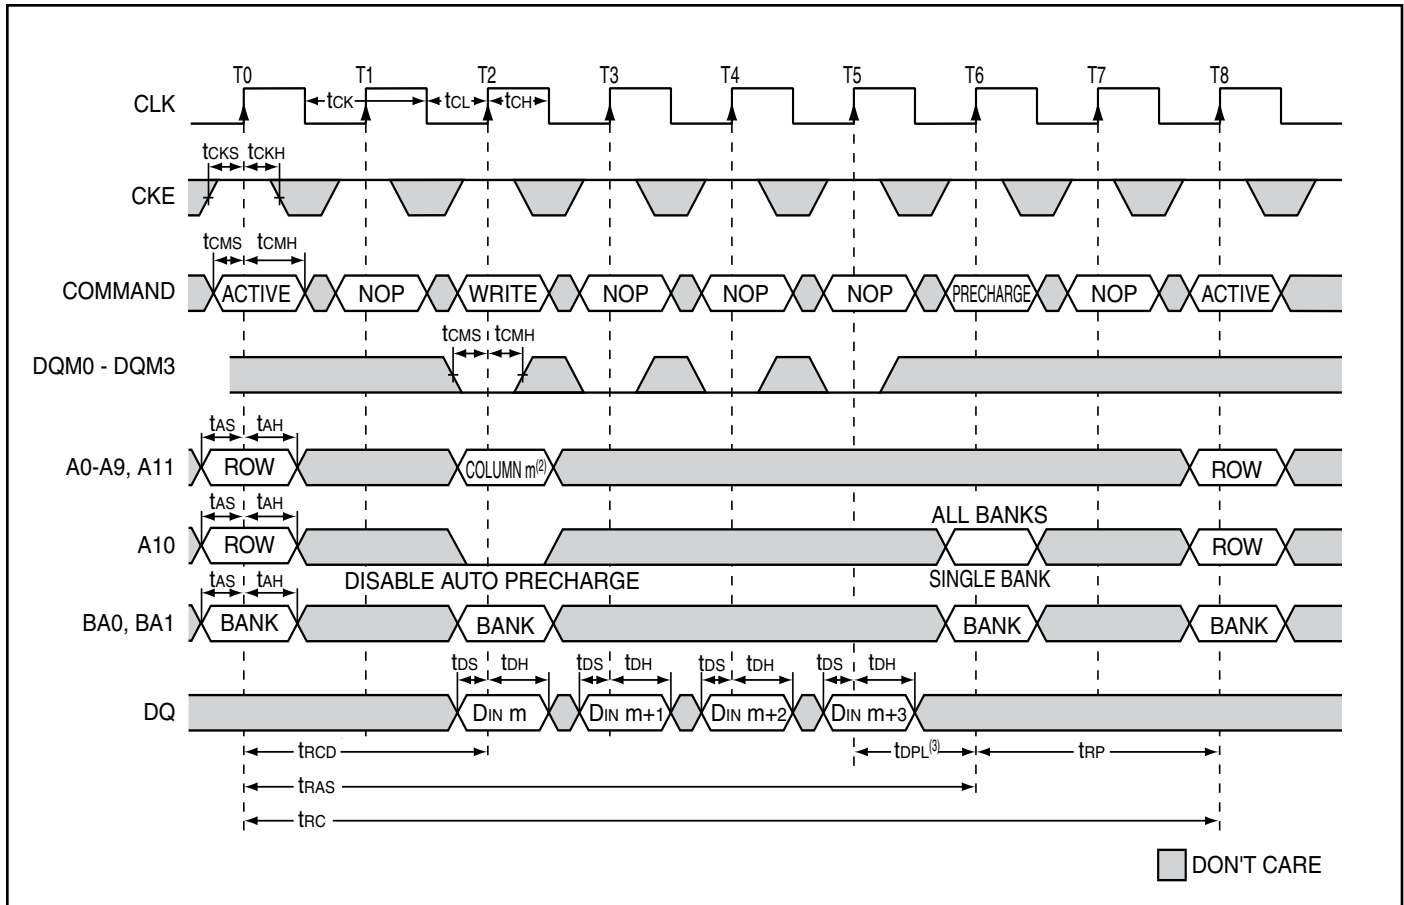 T0 T1 T2 T3 T4 T5 T6 T7 T8
CLK tCK tCL tCH
tCKS tCKH
CKE
tCMS tCMH
COMMAND ACTIVE NOP WRITE NOP NOP NOP PRECHARGE NOP ACTIVE
tCMS tCMH
DQM0 - DQM3
tAS tAH
A0-A9, A11 ROW COLUMN m(2) ROW
tAS tAH ALL BANKS
A10 ROW ROW
tAS tAH DISABLE AUTO PRECHARGE SINGLE BANK
BA0, BA1 BANK BANK BANK BANK
tDS tDH tDS tDH tDS tDH tDS tDH
DQ DIN m DIN m+1 DIN m+2 DIN m+3
tRCD tDPL(3) tRP
tRAS
tRC
DON'T CARE